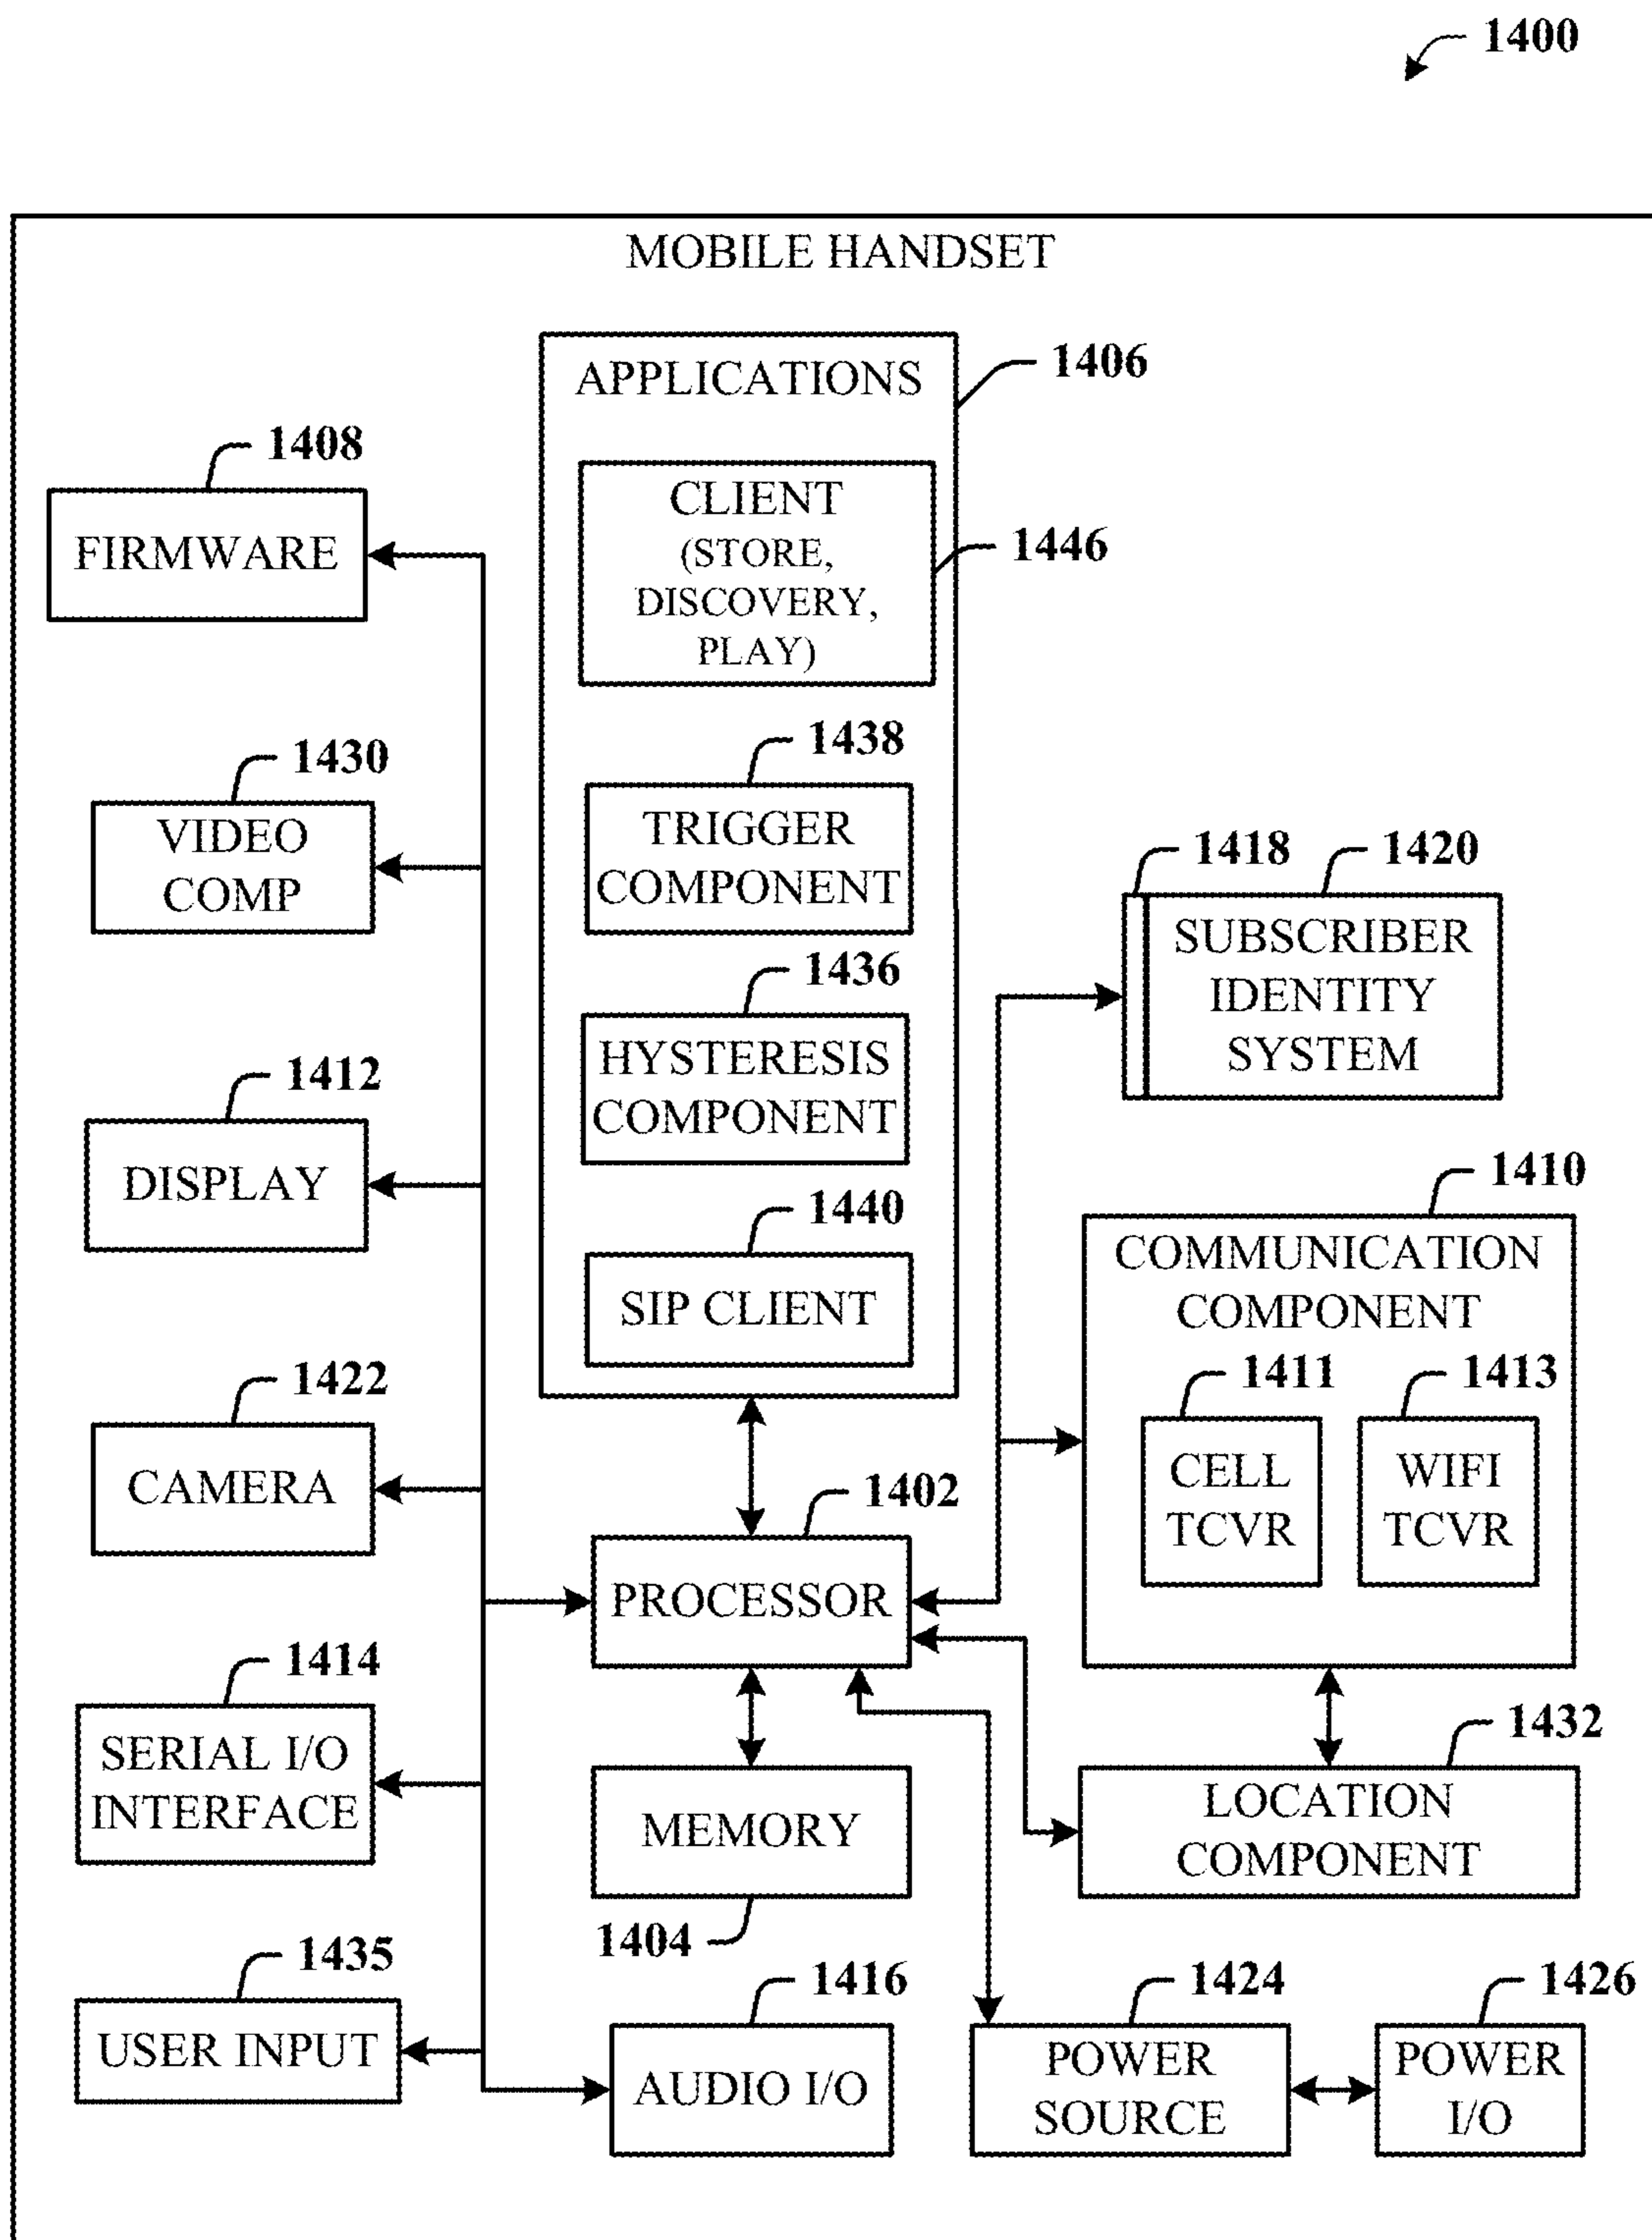 1400
MOBILE HANDSET
APPLICATIONS
1406
CLIENT
(STORE,
DISCOVERY,
PLAY)
1446
1408
FIRMWARE
1438
TRIGGER
COMPONENT
1430
VIDEO
COMP
1418
1420
SUBSCRIBER
IDENTITY
SYSTEM
1436
HYSTERESIS
COMPONENT
1412
DISPLAY
1440
SIP CLIENT
1410
COMMUNICATION
COMPONENT
1411
1413
CELL
TCVR
WIFI
TCVR
1422
CAMERA
1402
PROCESSOR
1414
SERIAL I/O
INTERFACE
MEMORY
1404
1432
LOCATION
COMPONENT
1435
USER INPUT
1416
AUDIO I/O
1424
POWER
SOURCE
1426
POWER
I/O